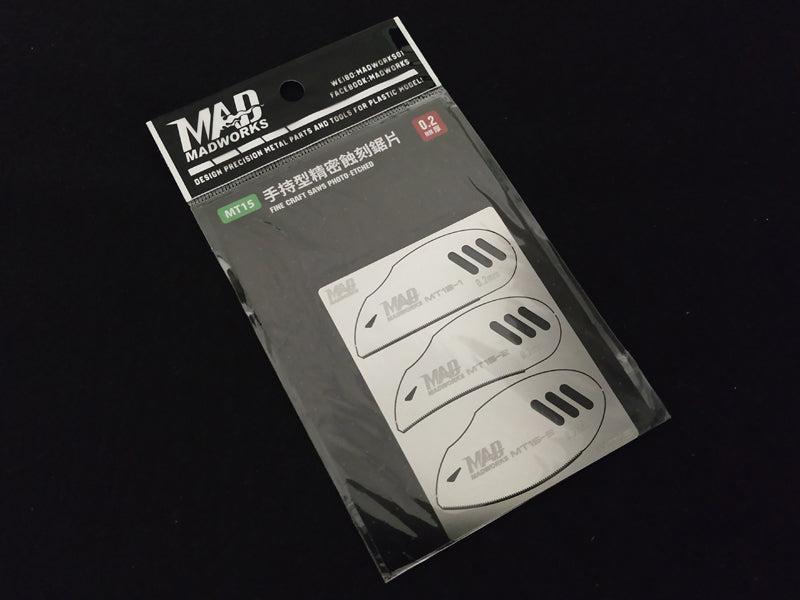 WEIBO:MADWORKS01
FACEBOOK:MADWORKS
MAD
MADWORKS
DESIGN PRECISION METAL PARTS AND TOOLS FOR PLASTIC MODEL!
0.2
MM厚
MT15
手持型精密蝕刻鋸片
FINE CRAFT SAWS PHOTO-ETCHED
MAD
MADWORKS
MAD
MADWORKS
MT15-1
0.2mm
MAD
MADWORKS
MT15-2
MAD
MADWORKS
MT15-3